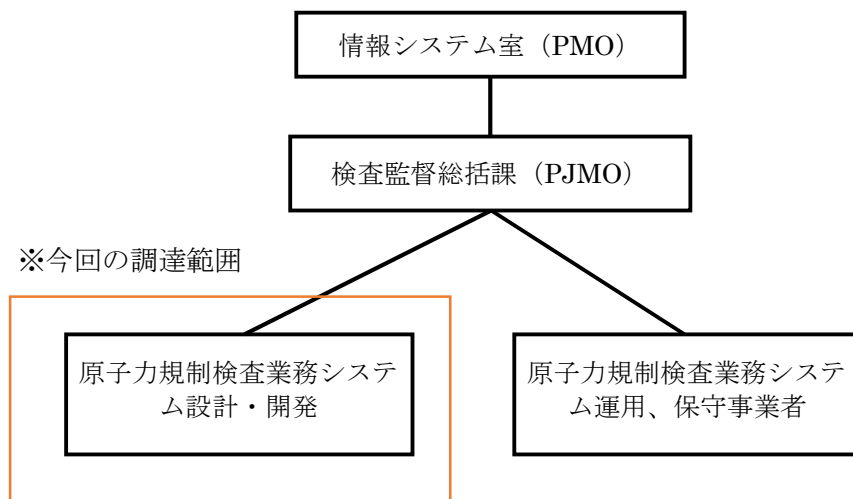 情報システム室（PMO）
検査監督総括課（PJMO）
※今回の調達範囲
原子力規制検査業務システ
ム設計・開発
原子力規制検査業務システ
ム運用、保守事業者